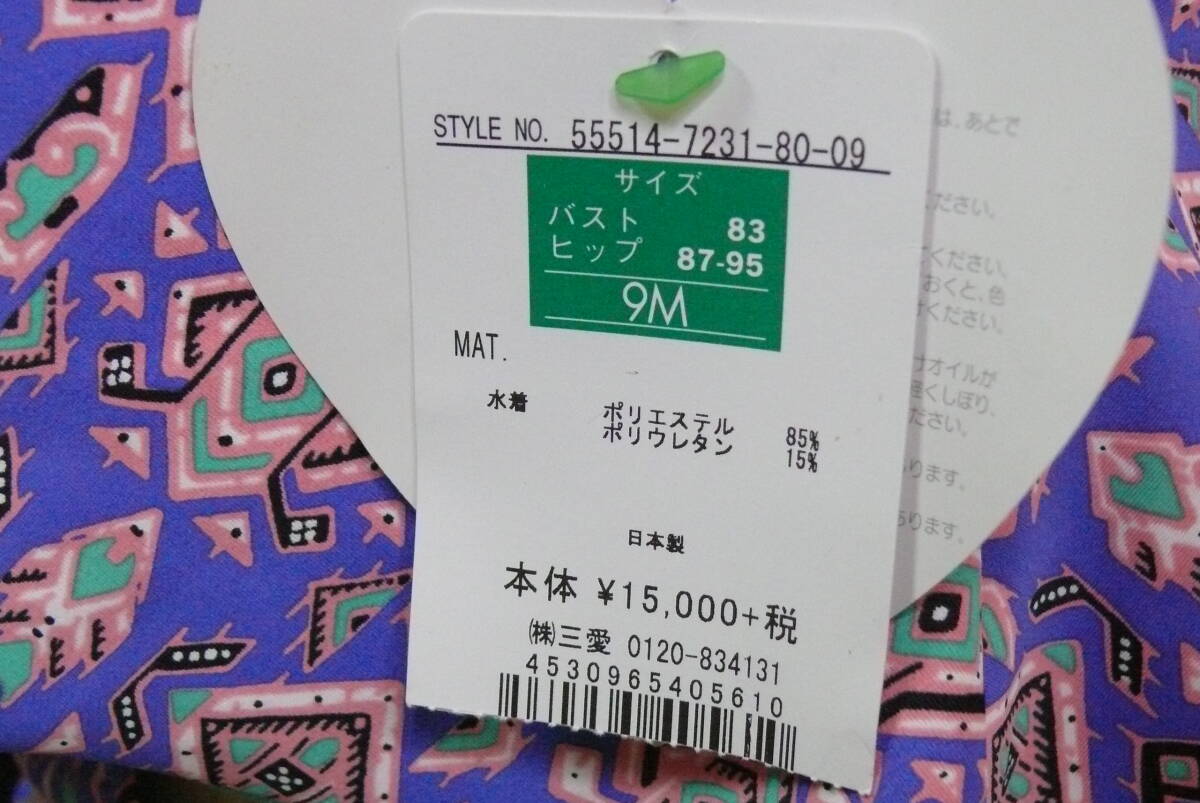 STYLE NO. 55514-7231-80-09
サイズ
バスト 83
ヒップ 87-95
9M
MAT.
水着 ポリエステル 85%
ポリウレタン 15%
日本製
本体 ¥15,000+税
㈱三愛 0120-834131
4530965405610
は、あとで
ください。
おくと、色
ください。
オイルが
くしぼり、
ださい。
ります。
あります。